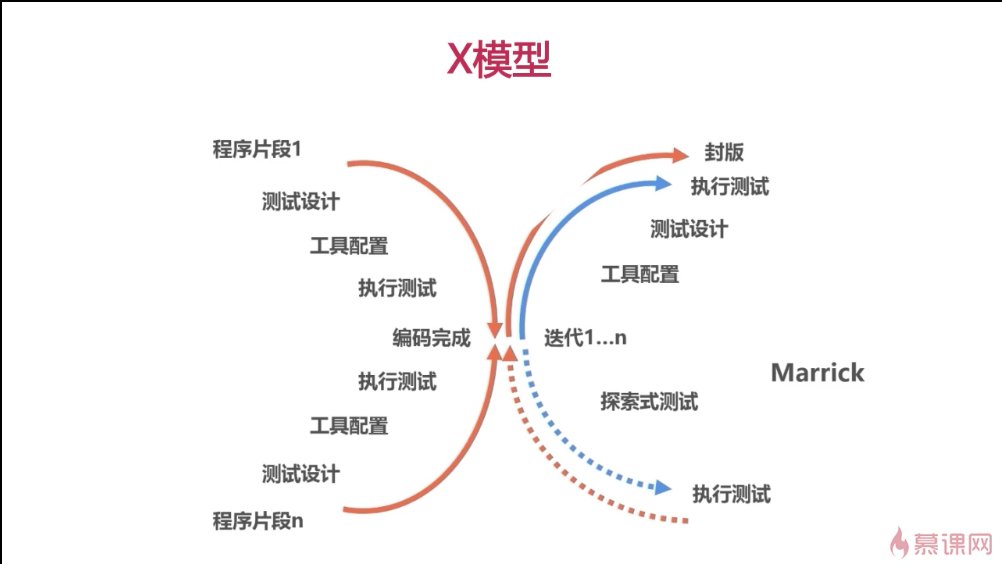 X模型
程序片段1
测试设计
工具配置
执行测试
编码完成
执行测试
工具配置
测试设计
程序片段n
封版
执行测试
测试设计
工具配置
迭代1...n
探索式测试
执行测试
Marrick
慕课网